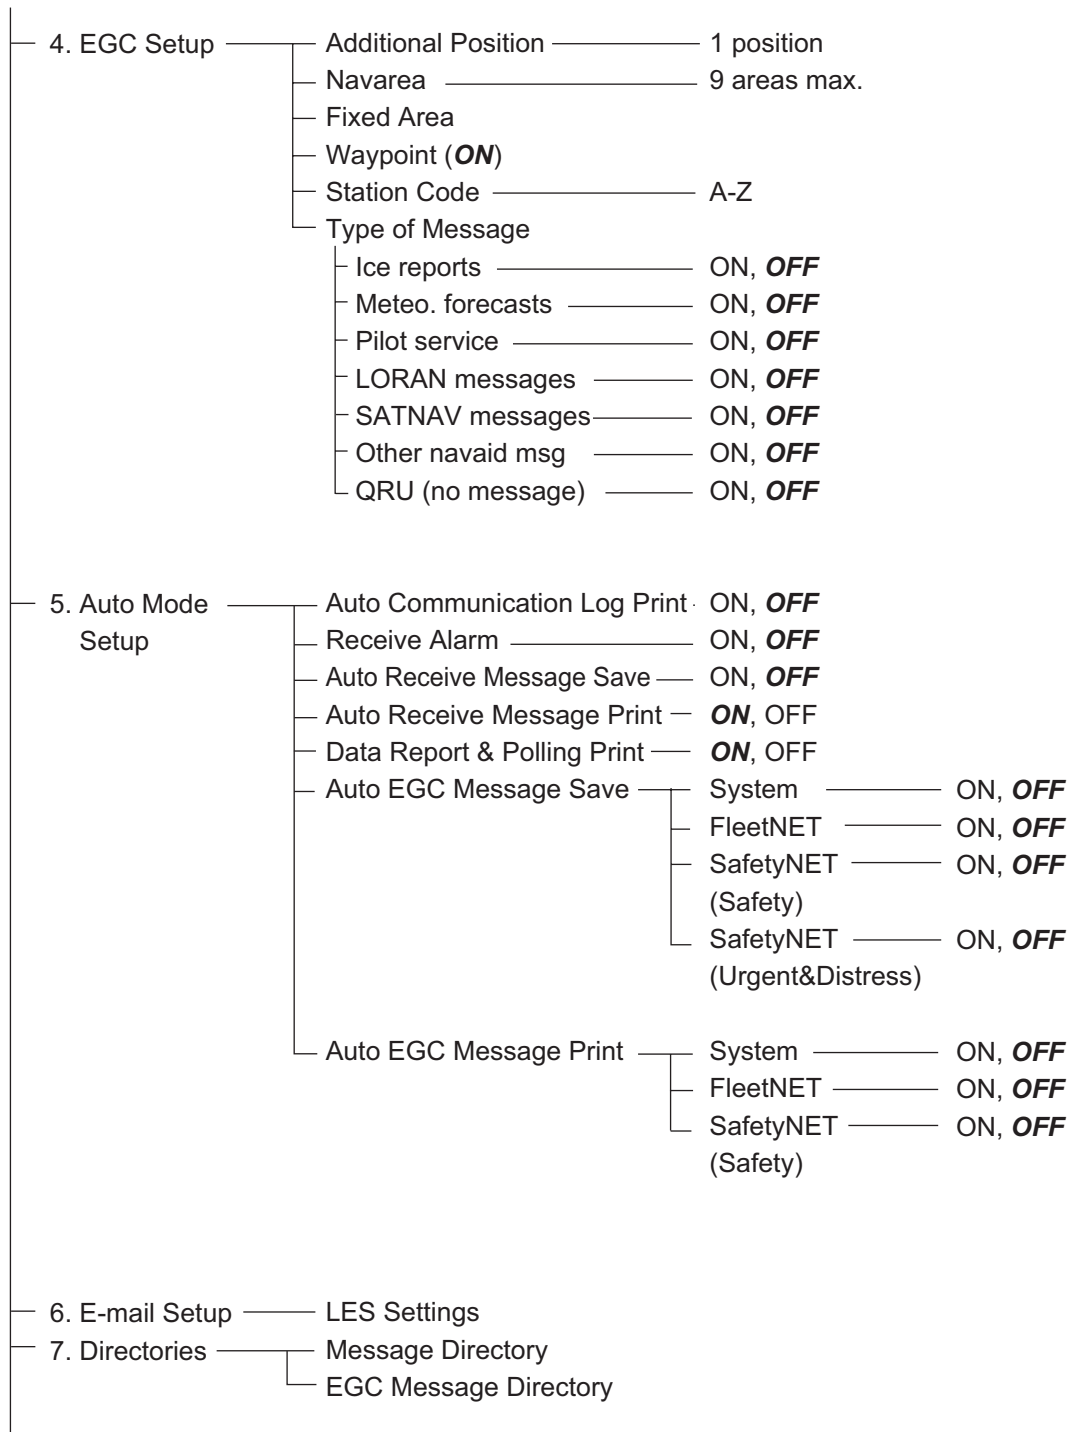 4. EGC Setup Additional Position 1 position
Navarea 9 areas max.
Fixed Area
Waypoint (ON)
Station Code A-Z
Type of Message
Ice reports ON, OFF
Meteo. forecasts ON, OFF
Pilot service ON, OFF
LORAN messages ON, OFF
SATNAV messages ON, OFF
Other navaid msg ON, OFF
QRU (no message) ON, OFF
5. Auto Mode Auto Communication Log Print ON, OFF
Setup Receive Alarm ON, OFF
Auto Receive Message Save ON, OFF
Auto Receive Message Print ON, OFF
Data Report & Polling Print ON, OFF
Auto EGC Message Save System ON, OFF
FleetNET ON, OFF
SafetyNET ON, OFF
(Safety)
SafetyNET ON, OFF
(Urgent&Distress)
Auto EGC Message Print System ON, OFF
FleetNET ON, OFF
SafetyNET ON, OFF
(Safety)
6. E-mail Setup LES Settings
7. Directories Message Directory
EGC Message Directory